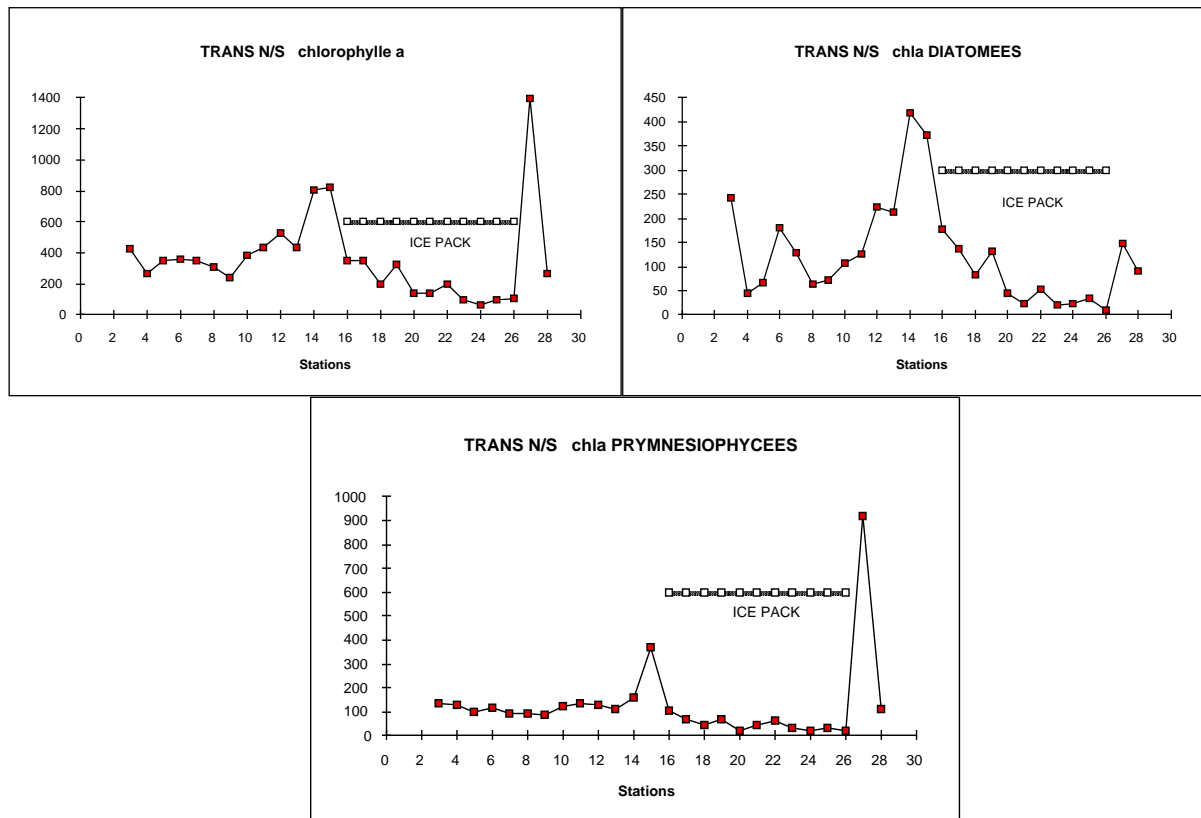 TRANS N/S chlorophylle a
1400
1200
1000
800
600
400
200
0
ICE PACK
0 2 4 6 8 10 12 14 16 18 20 22 24 26 28 30
Stations
TRANS N/S chla DIATOMEES
450
400
350
300
250
200
150
100
50
0
ICE PACK
0 2 4 6 8 10 12 14 16 18 20 22 24 26 28 30
Stations
TRANS N/S chla PRYMNESIOPHYCEES
1000
900
800
700
600
500
400
300
200
100
0
ICE PACK
0 2 4 6 8 10 12 14 16 18 20 22 24 26 28 30
Stations